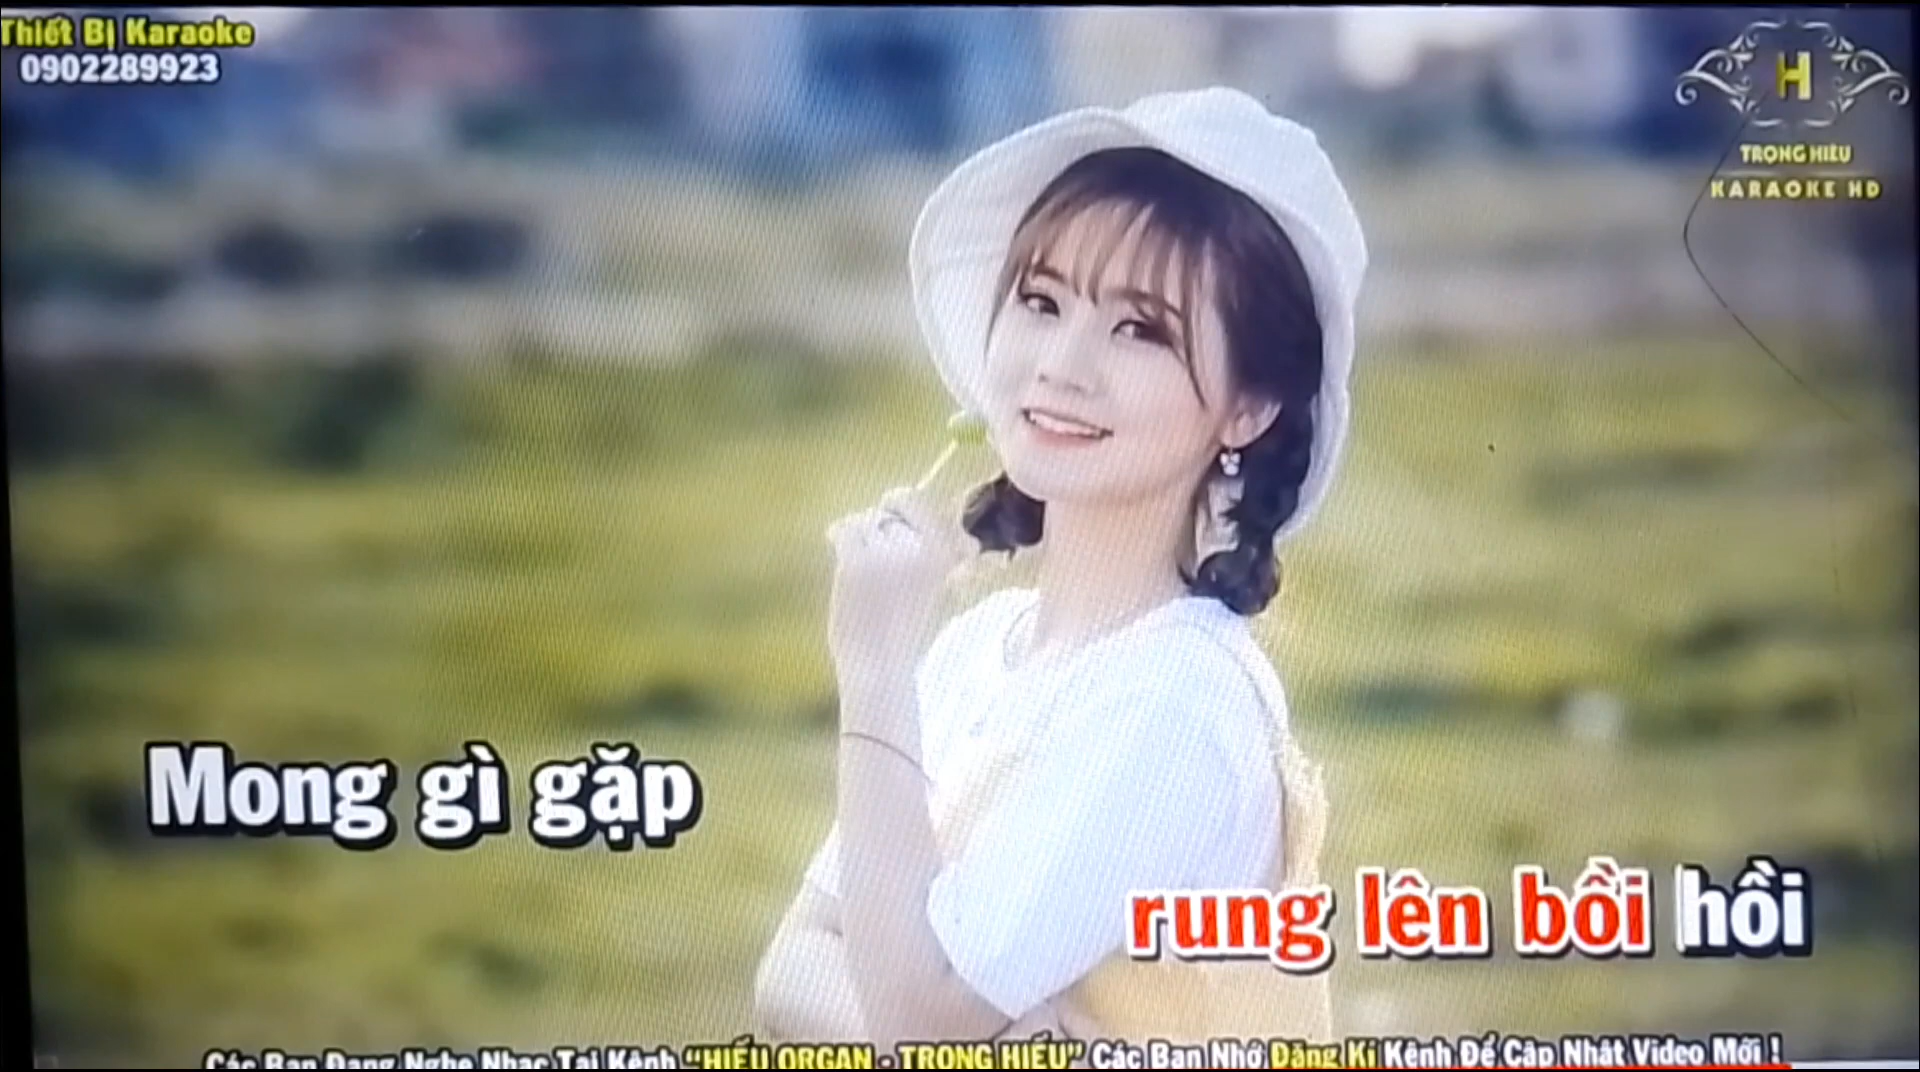 Thiết Bị Karaoke
0902289923
H
TRỌNG HIẾU
KARAOKE HD
Mong gì gặp
rung lên bồi hồi
Các Bạn Đang Nghe Nhạc Tại Kênh “HIẾU ORGAN - TRỌNG HIẾU” Các Bạn Nhớ Đăng Kí Kênh Để Cập Nhật Video Mới !